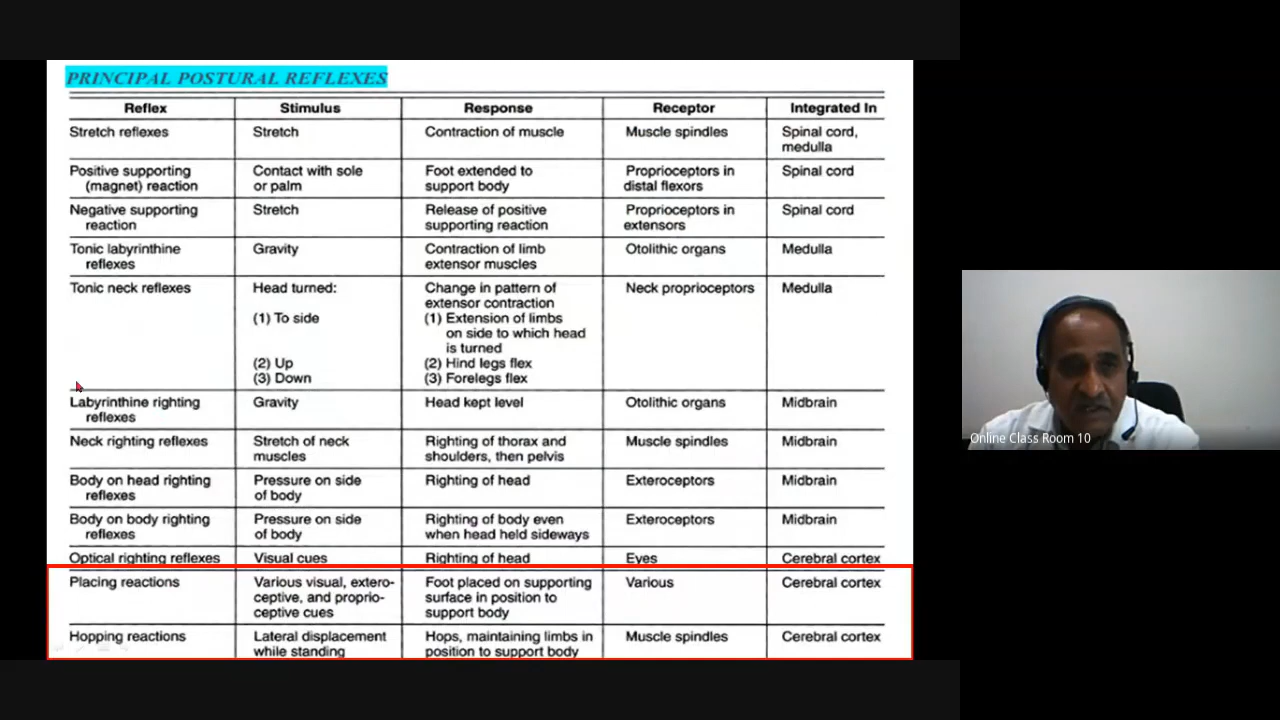 PRINCIPAL POSTURAL REFLEXES
Reflex Stimulus Response Receptor Integrated In
Stretch reflexes Stretch Contraction of muscle Muscle spindles Spinal cord,
medulla
Positive supporting Contact with sole Foot extended to Proprioceptors in Spinal cord
(magnet) reaction or palm support body distal flexors
Negative supporting Stretch Release of positive Proprioceptors in Spinal cord
reaction supporting reaction extensors
Tonic labyrinthine Gravity Contraction of limb Otolithic organs Medulla
reflexes extensor muscles
Tonic neck reflexes Head turned: Change in pattern of Neck proprioceptors Medulla
extensor contraction
(1) To side (1) Extension of limbs
on side to which head
is turned
(2) Up (2) Hind legs flex
(3) Down (3) Forelegs flex
Labyrinthine righting Gravity Head kept level Otolithic organs Midbrain
reflexes
Neck righting reflexes Stretch of neck Righting of thorax and Muscle spindles Midbrain
muscles shoulders, then pelvis
Body on head righting Pressure on side Righting of head Exteroceptors Midbrain
reflexes of body
Body on body righting Pressure on side Righting of body even Exteroceptors Midbrain
reflexes of body when head held sideways
Optical righting reflexes Visual cues Righting of head Eyes Cerebral cortex
Placing reactions Various visual, extero- Foot placed on supporting Various Cerebral cortex
ceptive, and proprio- surface in position to
ceptive cues support body
Hopping reactions Lateral displacement Hops, maintaining limbs in Muscle spindles Cerebral cortex
while standing position to support body
Online Class Room 10